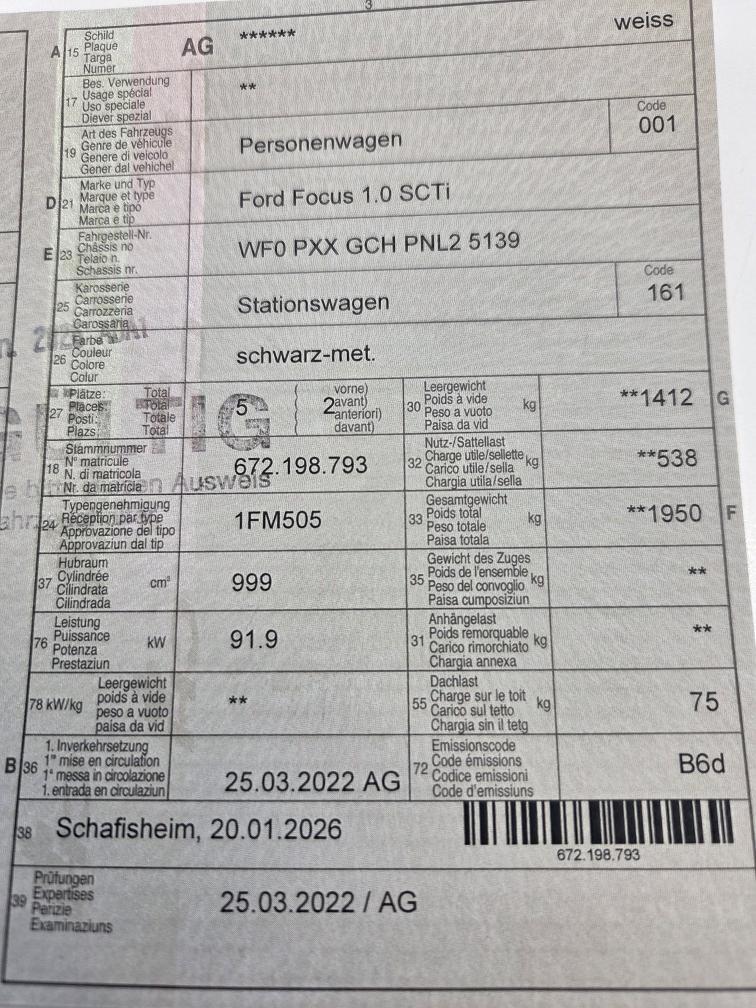 3
A 15 Schild
Plaque
Targa
Numer
AG ****** weiss
17 Bes. Verwendung
Usage spécial
Uso speciale
Diever spezial
**
19 Art des Fahrzeugs
Genre de véhicule
Genere di veicolo
Gener dal vehichel
Personenwagen
Code
001
D 21 Marke und Typ
Marque et type
Marca e tipo
Marca e tip
Ford Focus 1.0 SCTi
E 23 Fahrgestell-Nr.
Châssis no
Telaio n.
Schassis nr.
WF0 PXX GCH PNL2 5139
25 Karosserie
Carrosserie
Carrozzeria
Carossaria
Stationswagen
Code
161
26 Farbe
Couleur
Colore
Colur
schwarz-met.
27 Plätze: Total
Places: Total
Posti: Totale
Plazs: Total
5
2 vorne)
avant)
anteriori)
davant)
30 Leergewicht
Poids à vide
Peso a vuoto
Paisa da vid
kg **1412 G
18 Stammnummer
N° matricule
N. di matricola
Nr. da matricla
672.198.793
Ausweis
32 Nutz-/Sattellast
Charge utile/sellette
Carico utile/sella
Chargia utila/sella
kg **538
24 Typengenehmigung
Réception par type
Approvazione del tipo
Approvaziun dal tip
1FM505
33 Gesamtgewicht
Poids total
Peso totale
Paisa totala
kg **1950 F
37 Hubraum
Cylindrée
Cilindrata
Cilindrada
cm³ 999
35 Gewicht des Zuges
Poids de l'ensemble
Peso del convoglio
Paisa cumposiziun
kg **
76 Leistung
Puissance
Potenza
Prestaziun
kW 91.9
31 Anhängelast
Poids remorquable
Carico rimorchiato
Chargia annexa
kg **
78 kW/kg Leergewicht
poids à vide
peso a vuoto
paisa da vid
**
55 Dachlast
Charge sur le toit
Carico sul tetto
Chargia sin il tetg
kg 75
B 36 1. Inverkehrsetzung
1re mise en circulation
1a messa in circolazione
1. entrada en circulaziun
25.03.2022 AG
72 Emissionscode
Code émissions
Codice emissioni
Code d'emissiuns
B6d
38 Schafisheim, 20.01.2026
672.198.793
39 Prüfungen
Expertises
Perizie
Examinaziuns
25.03.2022 / AG